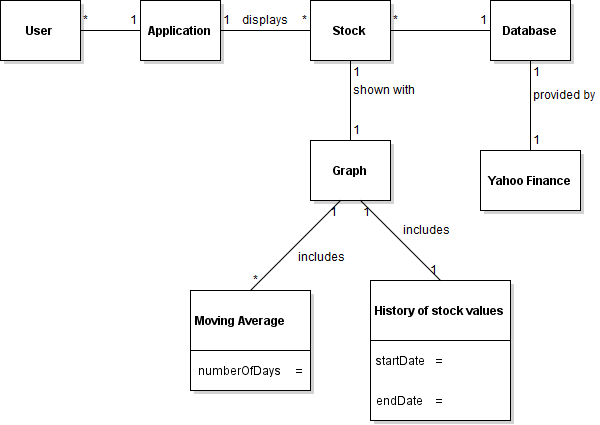 User
*
1
Application
1
displays
*
Stock
*
1
Database
1
shown with
1
1
provided by
1
Graph
Yahoo Finance
1
1
includes
includes
*
1
Moving Average
numberOfDays =
History of stock values
startDate =
endDate =